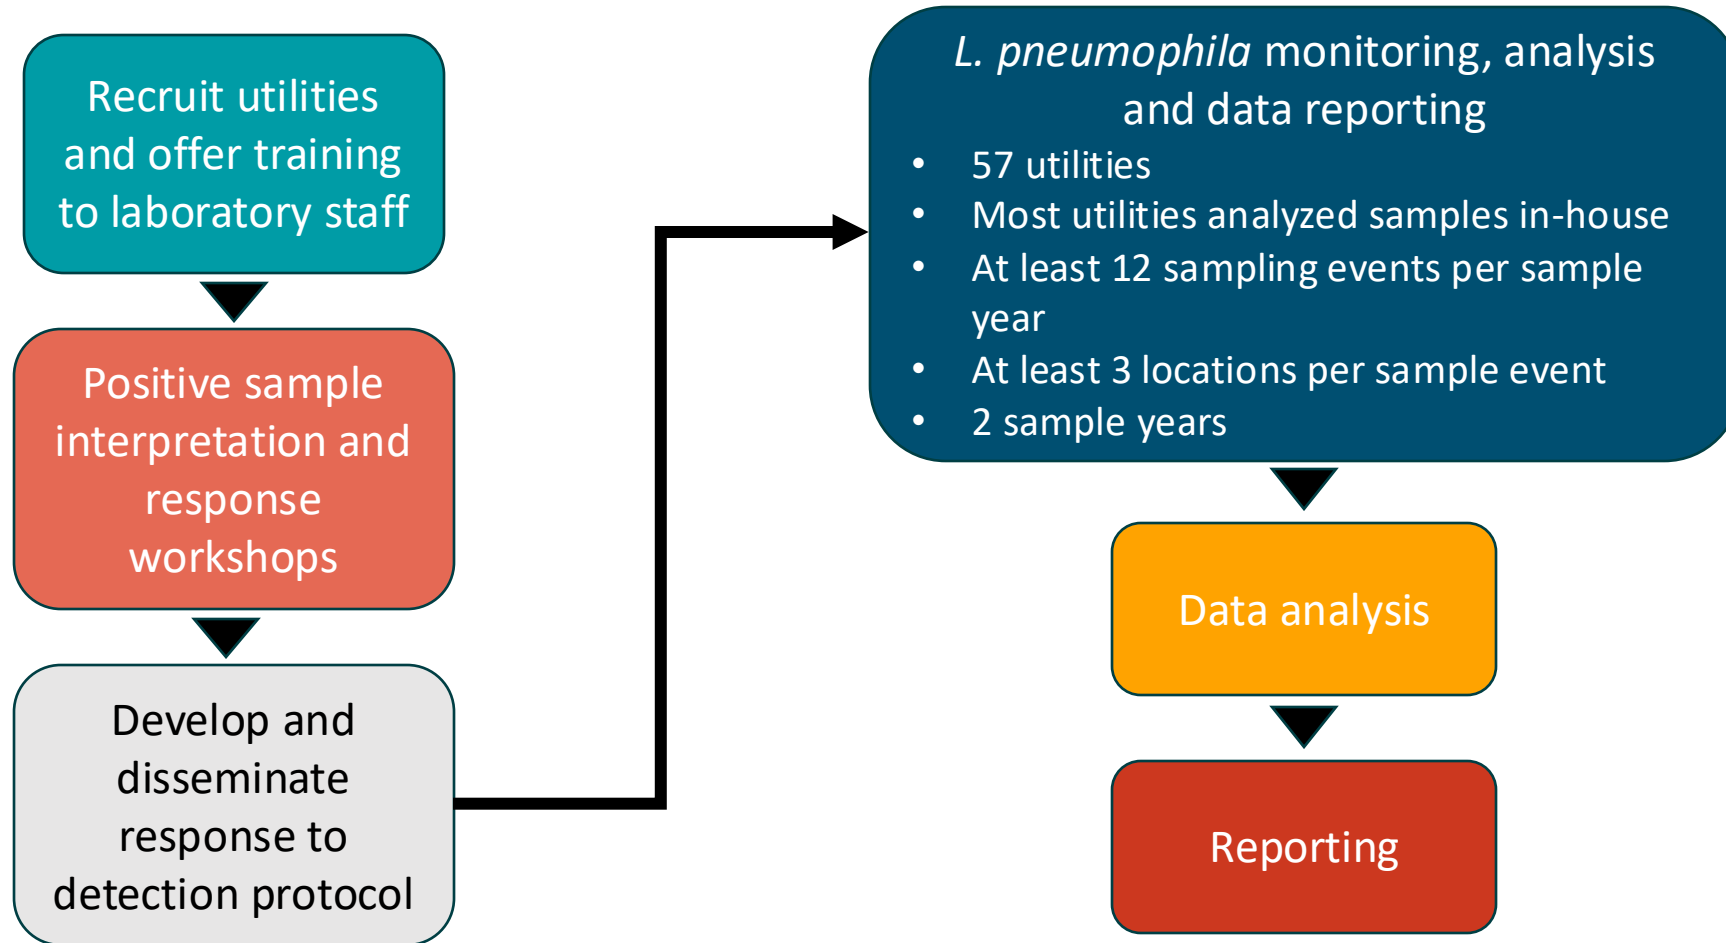 Recruit utilities
and offer training
to laboratory staff
Positive sample
interpretation and
response
workshops
Develop and
disseminate
response to
detection protocol
L. pneumophila monitoring, analysis
and data reporting
• 57 utilities
• Most utilities analyzed samples in-house
• At least 12 sampling events per sample
year
• At least 3 locations per sample event
• 2 sample years
Data analysis
Reporting